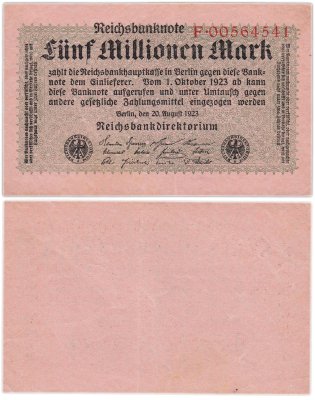 Reichsbanknote
F·00564541
Fünf Millionen Mark
zahlt die Reichsbankhauptkasse in Berlin gegen diese Bank-
note dem Einlieferer. Vom 1. Oktober 1923 ab kann
diese Banknote aufgerufen und unter Umtausch gegen
andere gesetzliche Zahlungsmittel eingezogen werden
Berlin, den 20. August 1923
Reichsbankdirektorium